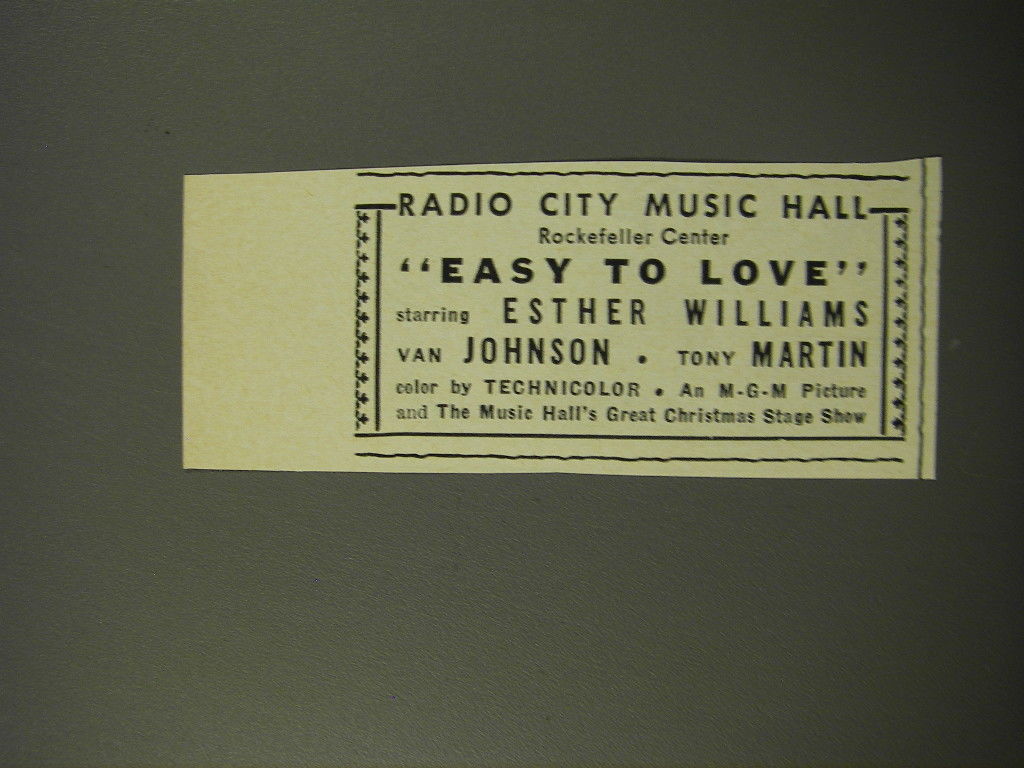 RADIO CITY MUSIC HALL
Rockefeller Center
“EASY TO LOVE”
starring ESTHER WILLIAMS
VAN JOHNSON • TONY MARTIN
color by TECHNICOLOR • An M-G-M Picture
and The Music Hall's Great Christmas Stage Show